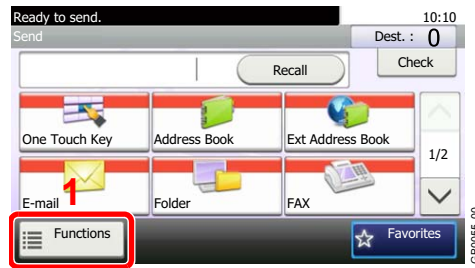 Ready to send.
10:10
Send
Dest. : 0
Recall
Check
One Touch Key
Address Book
Ext Address Book
1/2
E-mail
1
Folder
FAX
Functions
Favorites